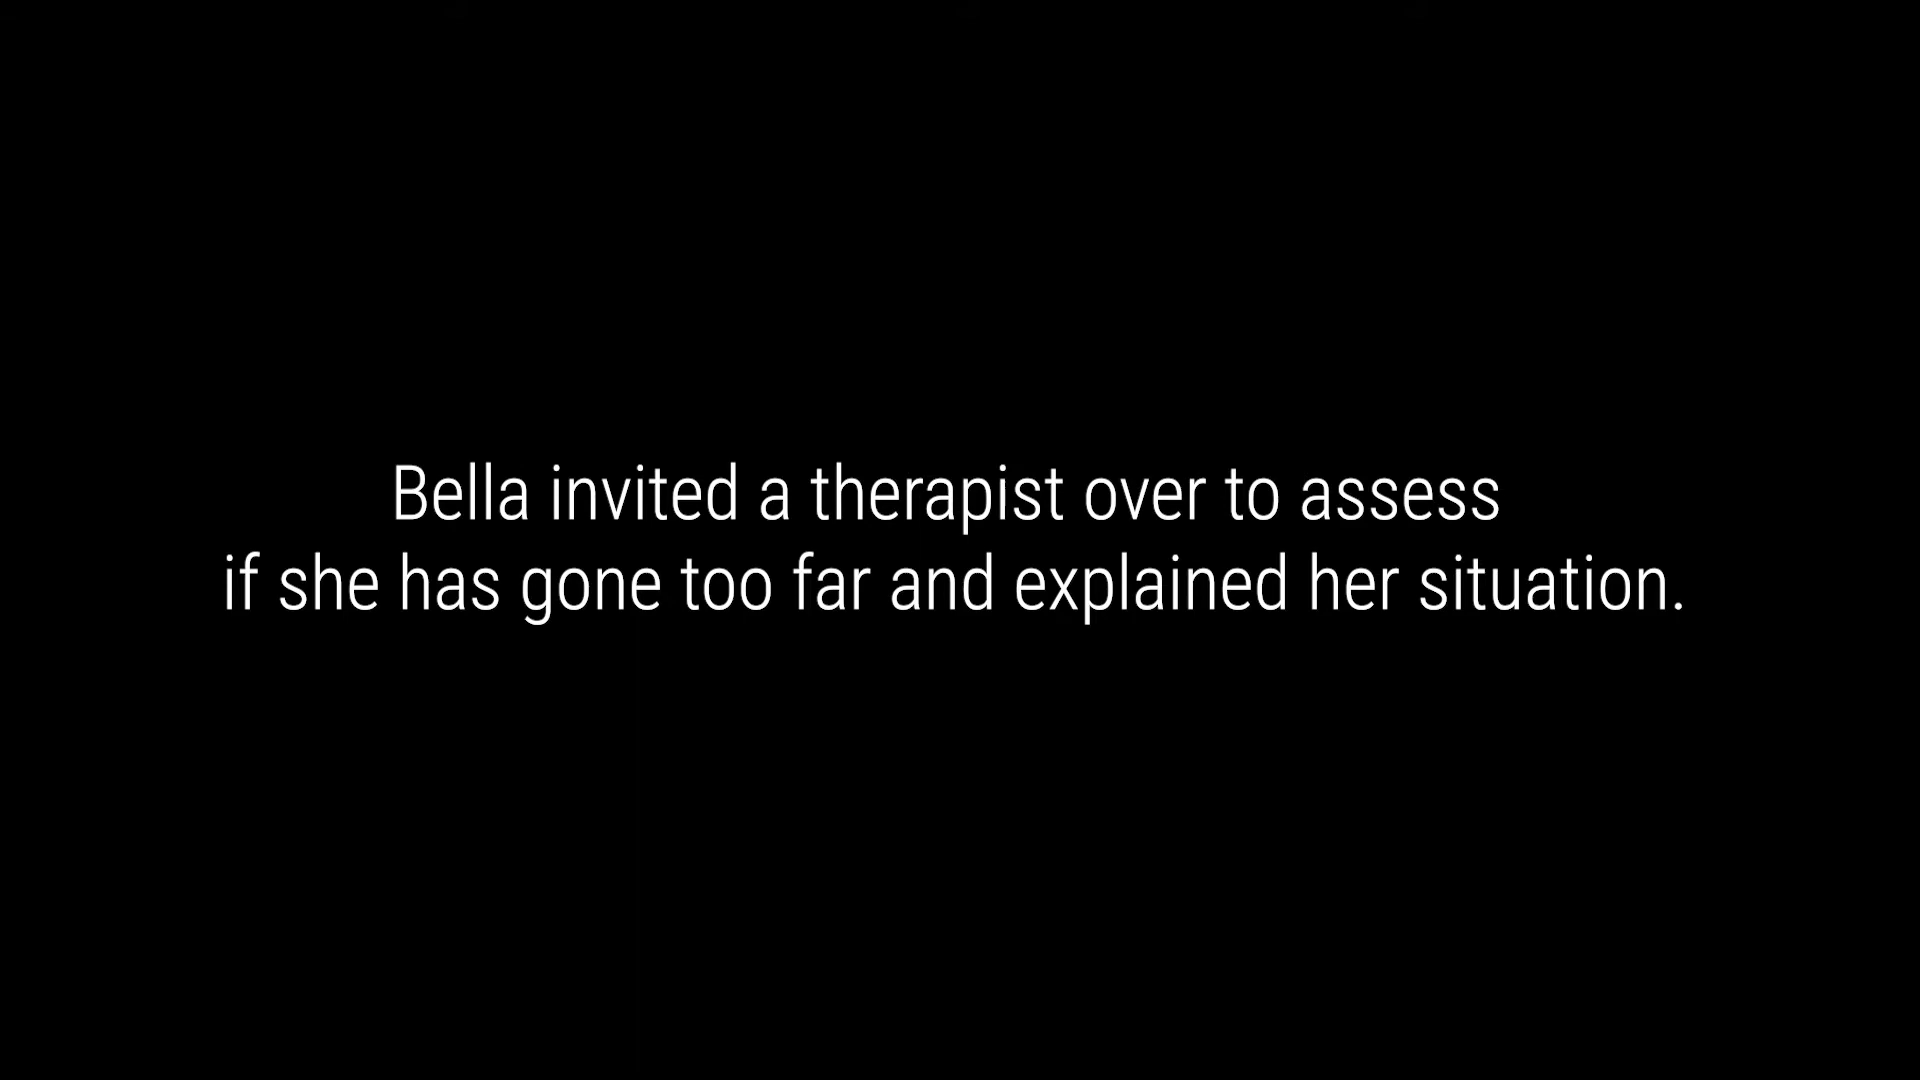 Bella invited a therapist over to assess
if she has gone too far and explained her situation.